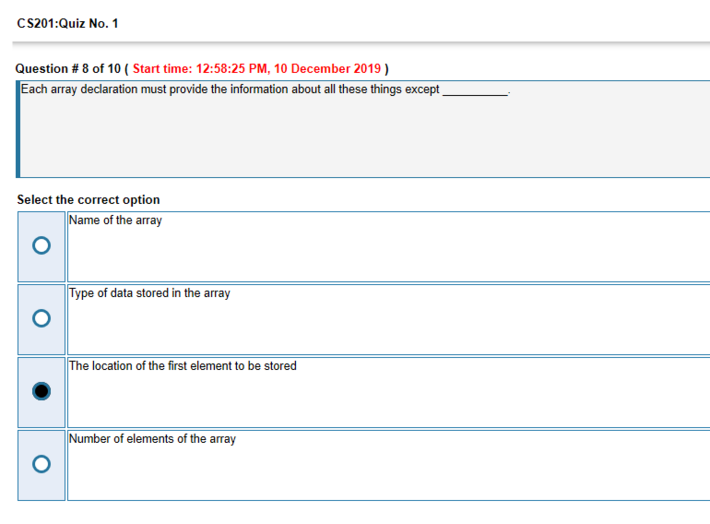 CS201:Quiz No. 1
Question # 8 of 10 ( Start time: 12:58:25 PM, 10 December 2019 )
Each array declaration must provide the information about all these things except __________.
Select the correct option
Name of the array
Type of data stored in the array
The location of the first element to be stored
Number of elements of the array